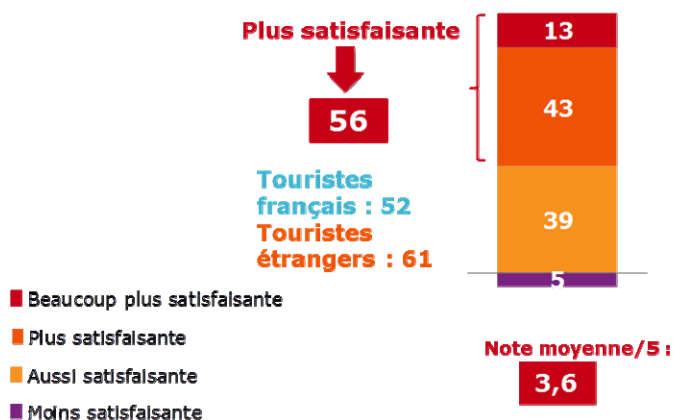 Plus satisfaisante
56
Touristes
français : 52
Touristes
étrangers : 61
13
43
39
5
Beaucoup plus satisfaisante
Plus satisfaisante
Aussi satisfaisante
Moins satisfaisante
Note moyenne/5 :
3,6